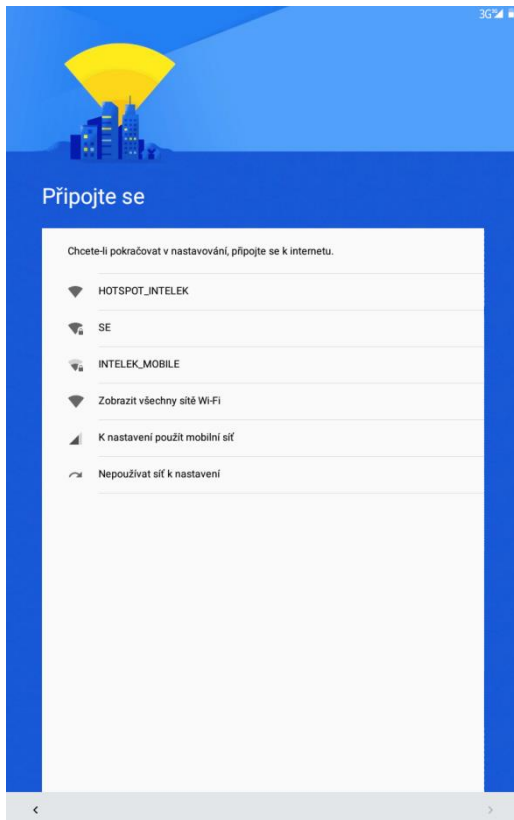 3G
Připojte se
Chcete-li pokračovat v nastavování, připojte se k internetu.
HOTSPOT_INTELEK
SE
INTELEK_MOBILE
Zobrazit všechny sítě Wi-Fi
K nastavení použít mobilní síť
Nepoužívat síť k nastavení